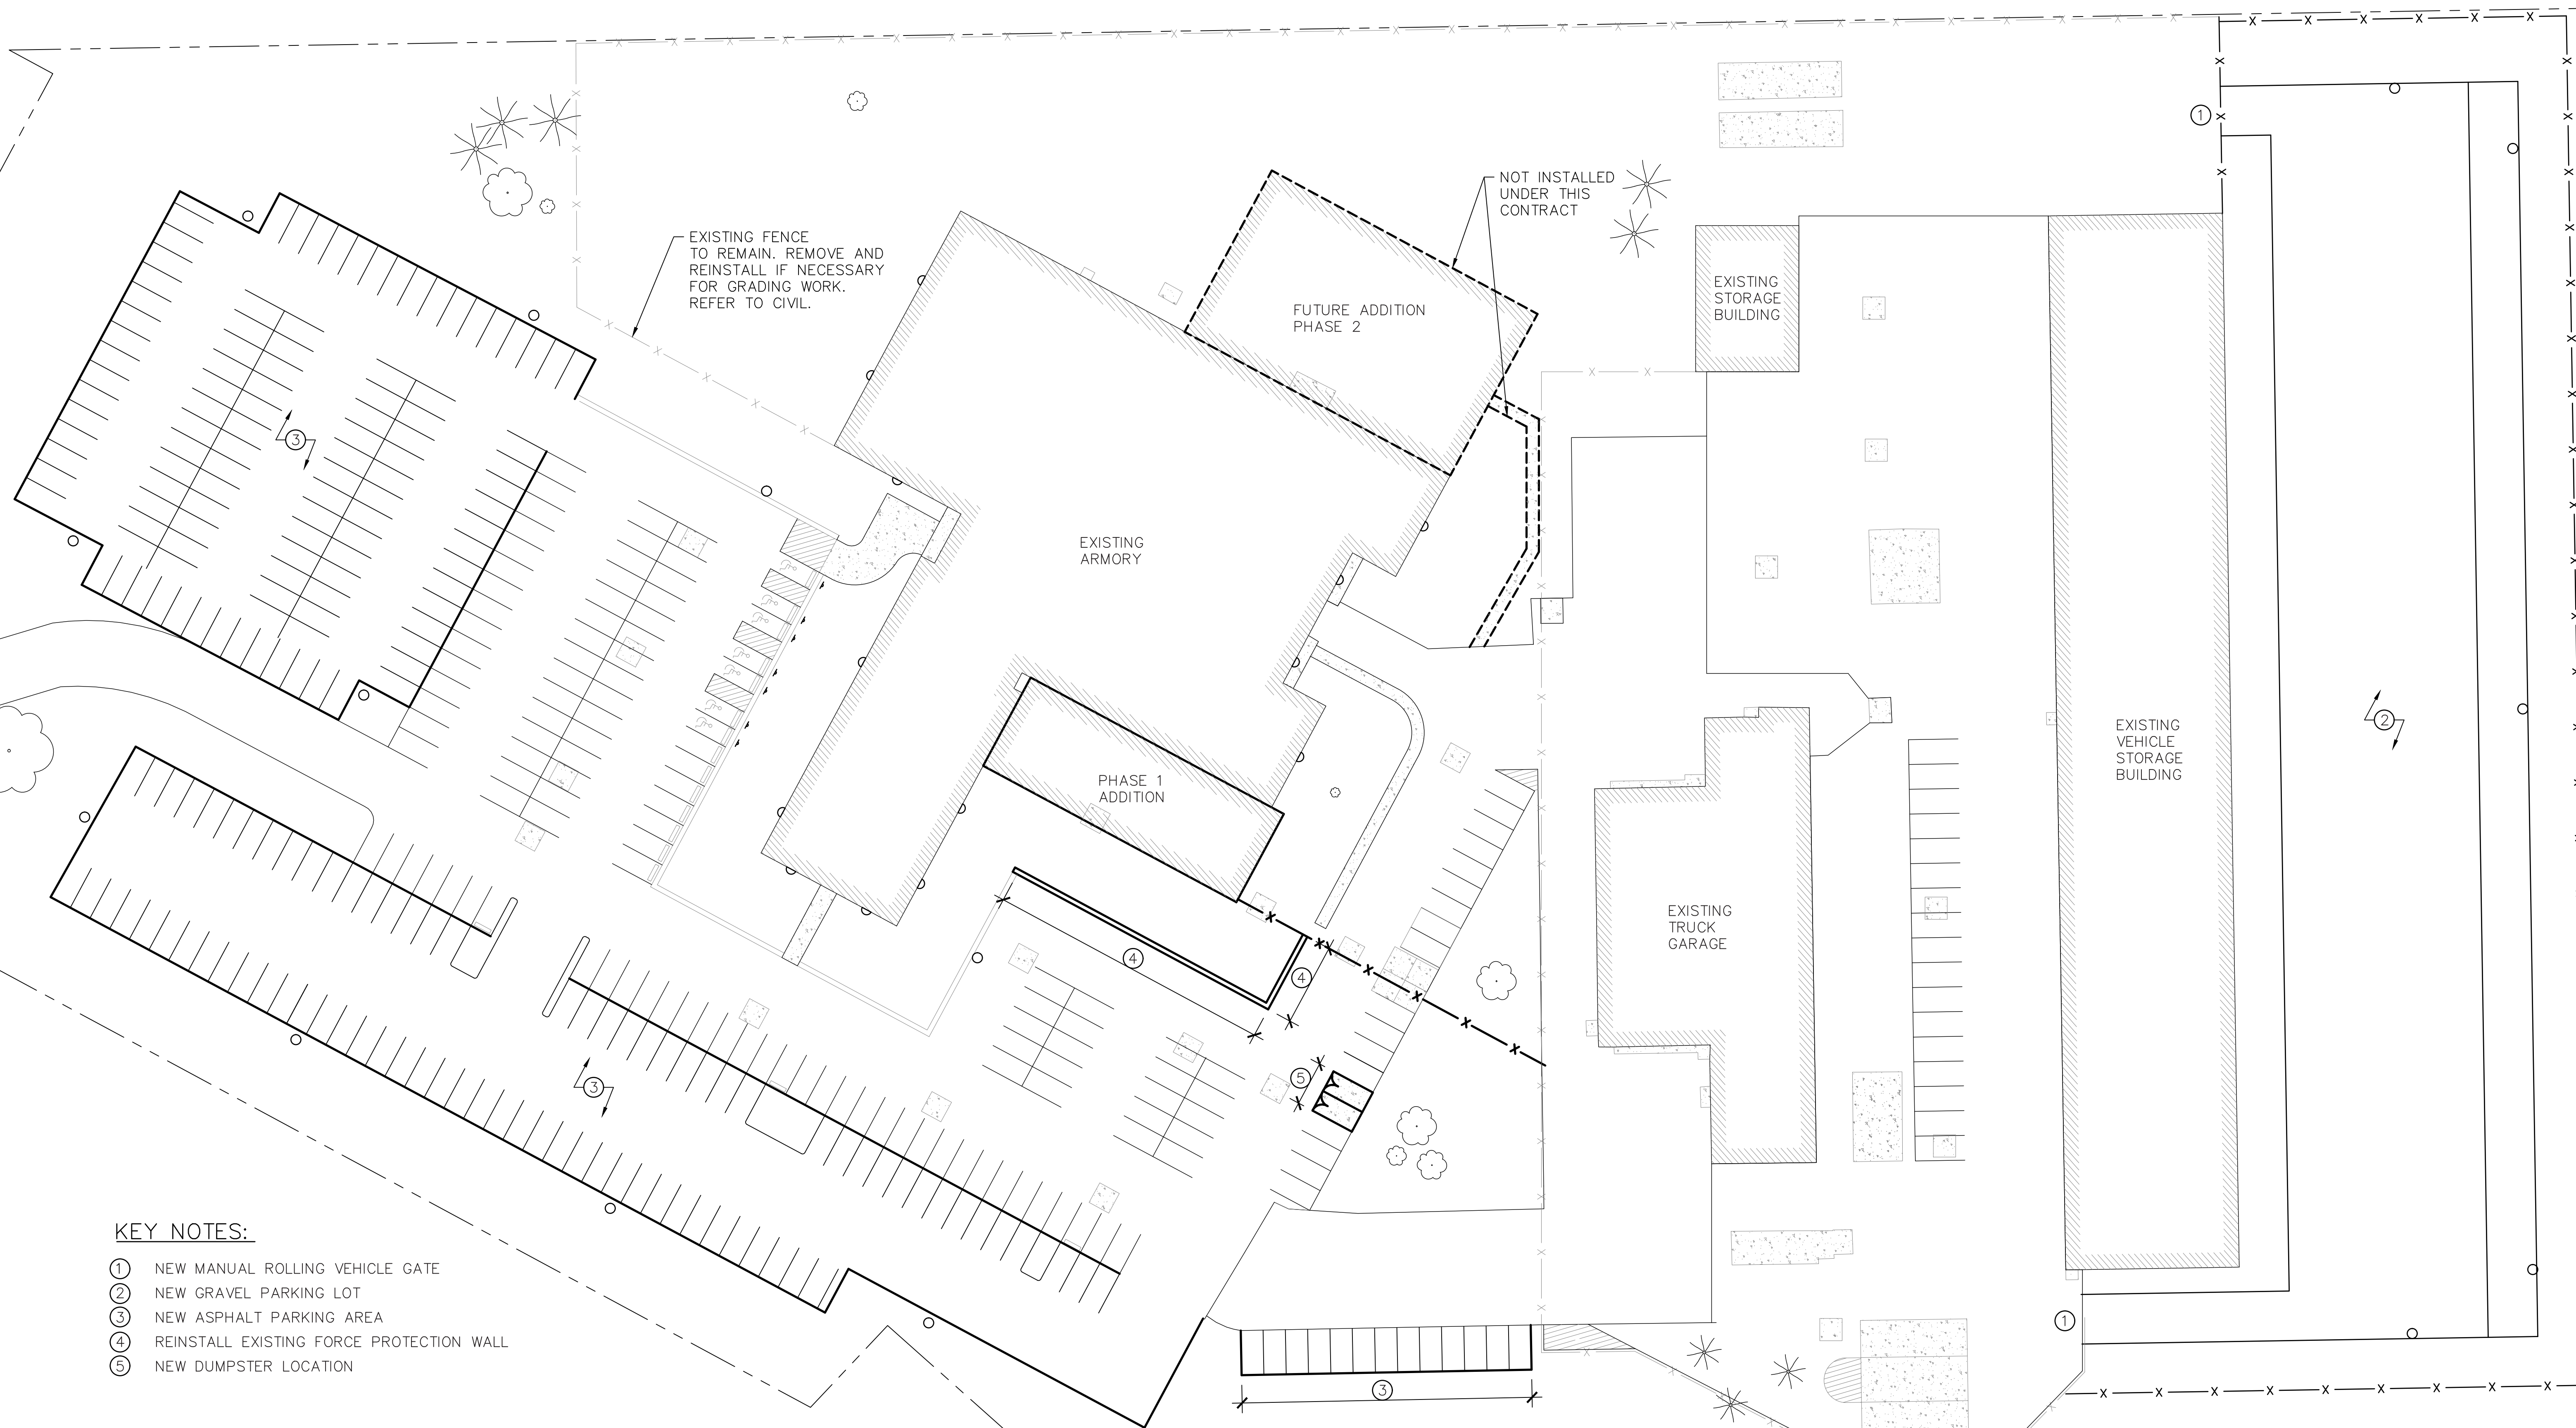 NOT INSTALLED
UNDER THIS
CONTRACT
1
EXISTING FENCE
TO REMAIN. REMOVE AND
REINSTALL IF NECESSARY
FOR GRADING WORK.
REFER TO CIVIL.
FUTURE ADDITION
PHASE 2
EXISTING
STORAGE
BUILDING
3
EXISTING
ARMORY
PHASE 1
ADDITION
EXISTING
VEHICLE
STORAGE
BUILDING
2
EXISTING
TRUCK
GARAGE
4
4
5
3
1
3
KEY NOTES:
1 NEW MANUAL ROLLING VEHICLE GATE
2 NEW GRAVEL PARKING LOT
3 NEW ASPHALT PARKING AREA
4 REINSTALL EXISTING FORCE PROTECTION WALL
5 NEW DUMPSTER LOCATION